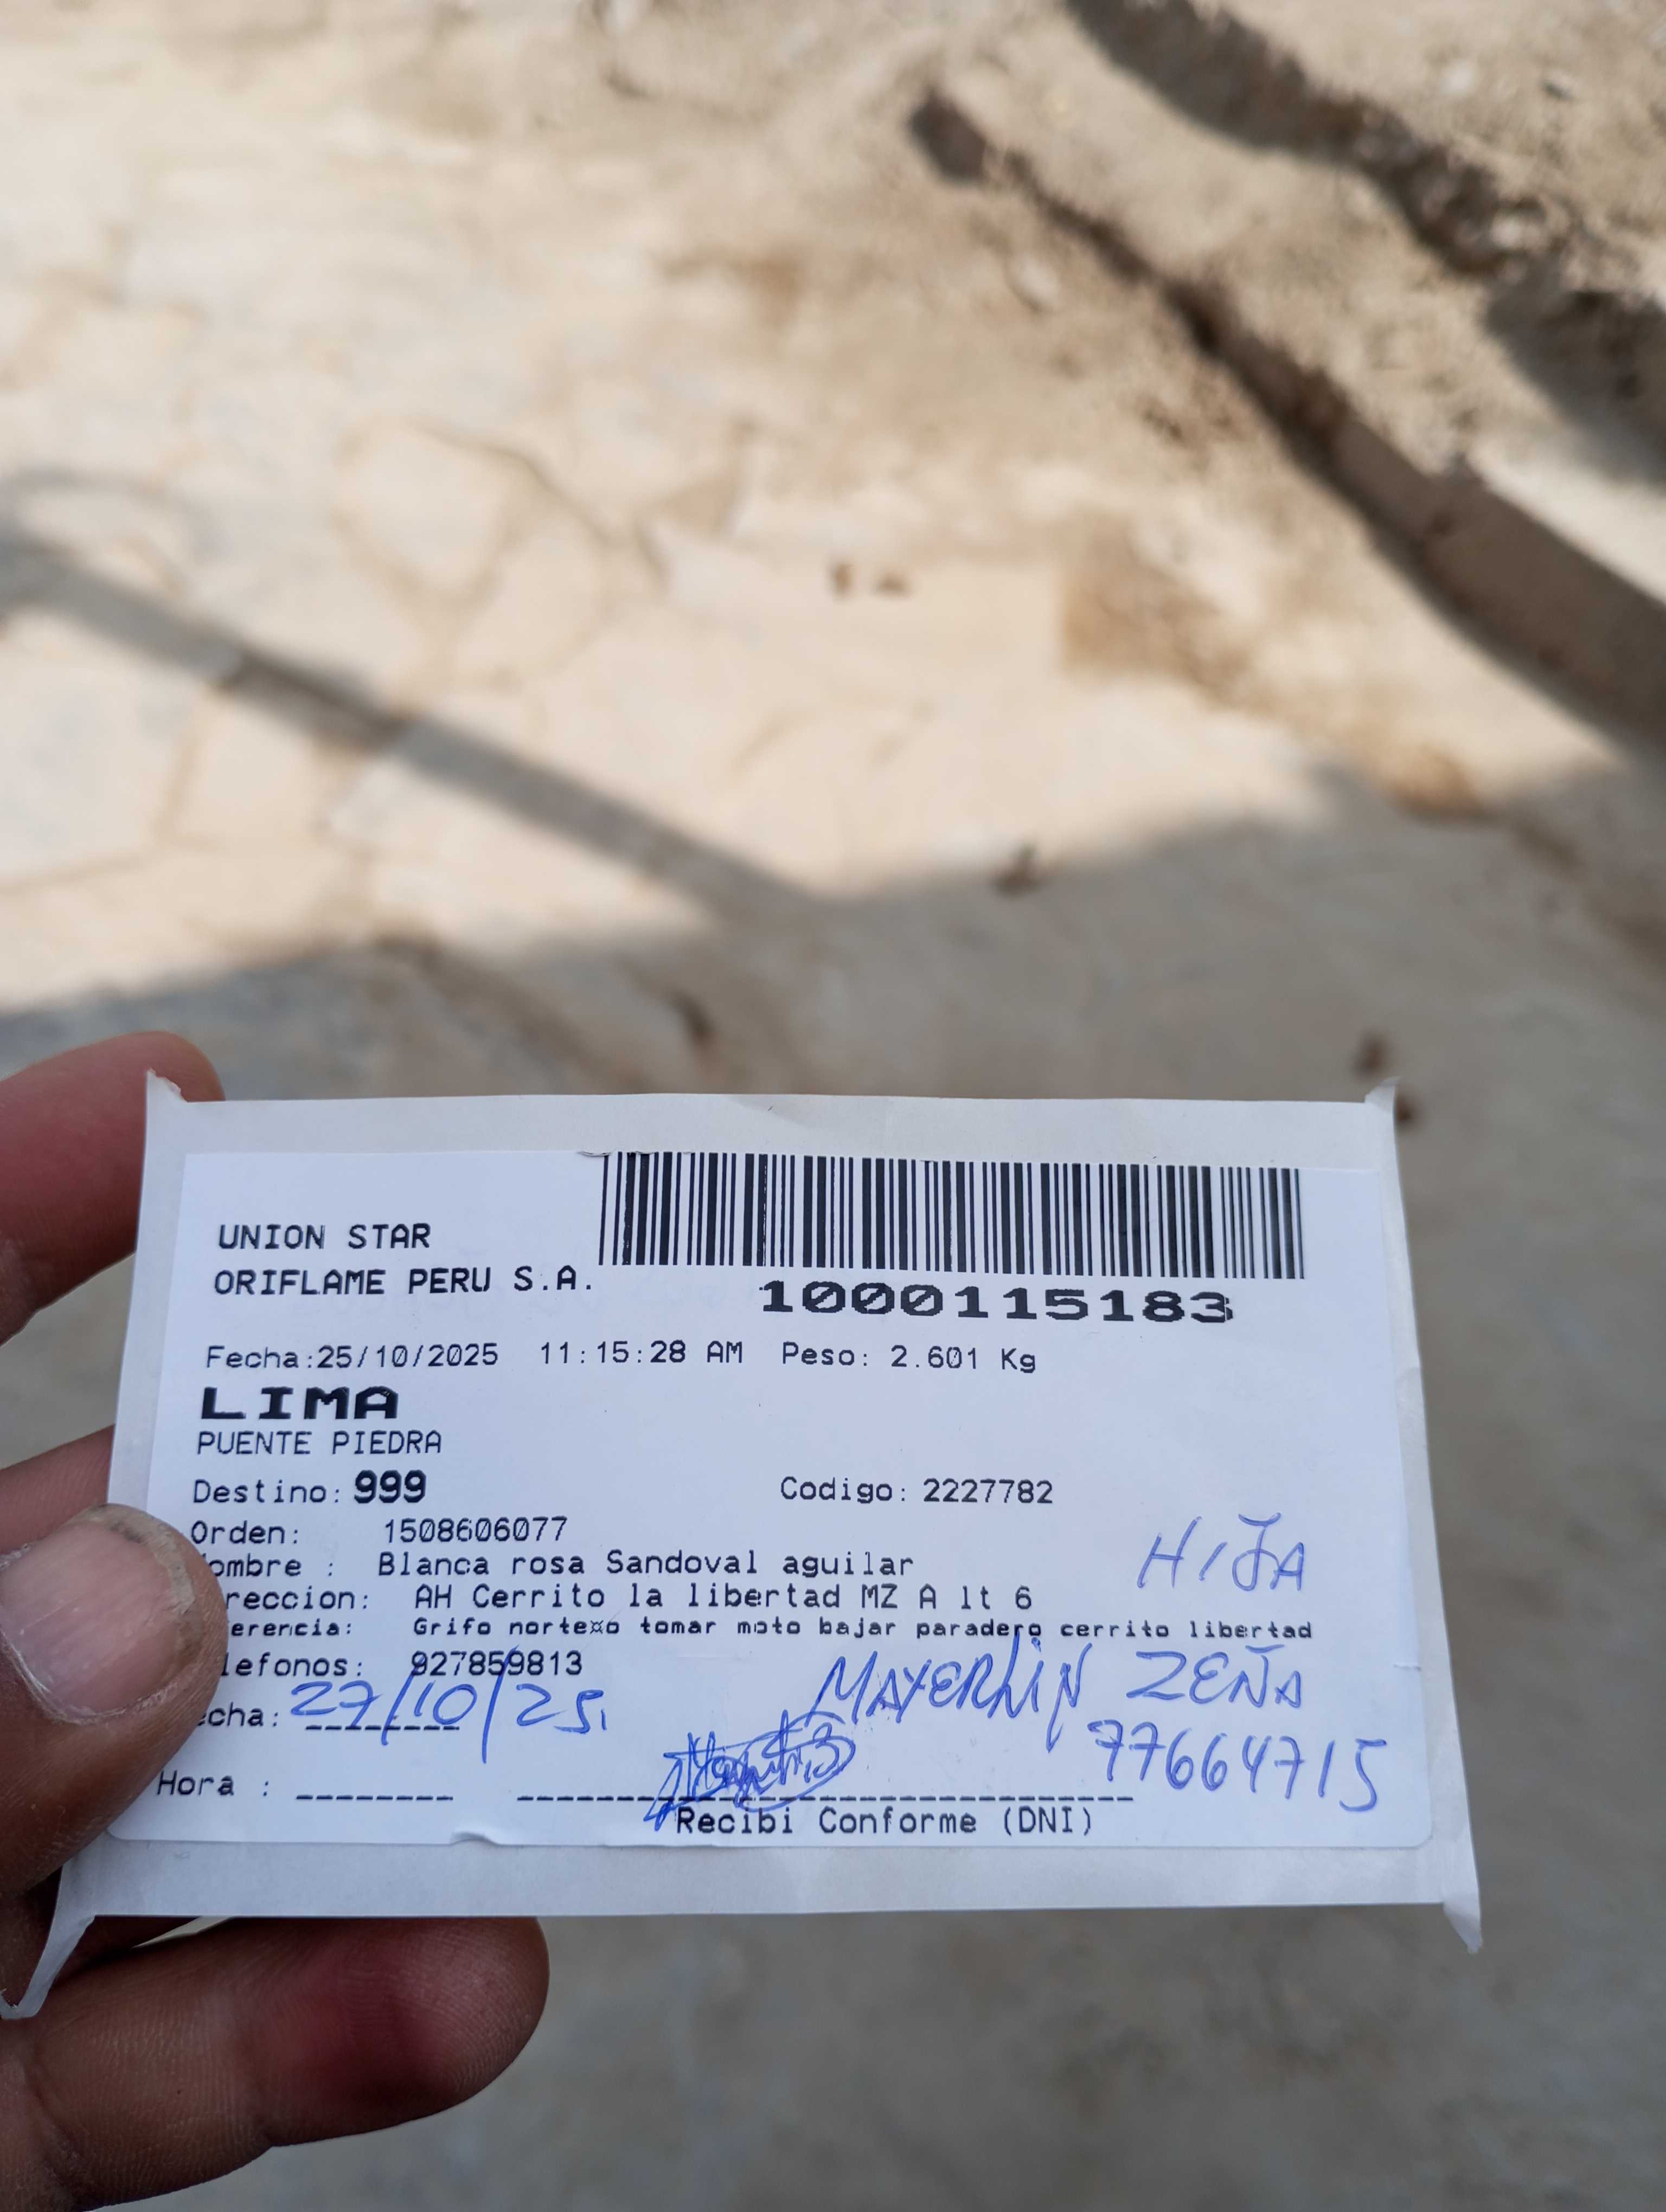 UNION STAR
ORIFLAME PERU S.A.
1000115183
Fecha:25/10/2025 11:15:28 AM Peso: 2.601 Kg
LIMA
PUENTE PIEDRA
Destino: 999 Codigo: 2227782
Orden: 1508606077
ombre : Blanca rosa Sandoval aguilar
HIJA
reccion: AH Cerrito la libertad MZ A lt 6
erencia: Grifo nortexo tomar moto bajar paradero cerrito libertad
lefonos: 927859813
MAYERLIN ZEÑA
echa: 27/10/25
77664715
Hora :
Recibi Conforme (DNI)